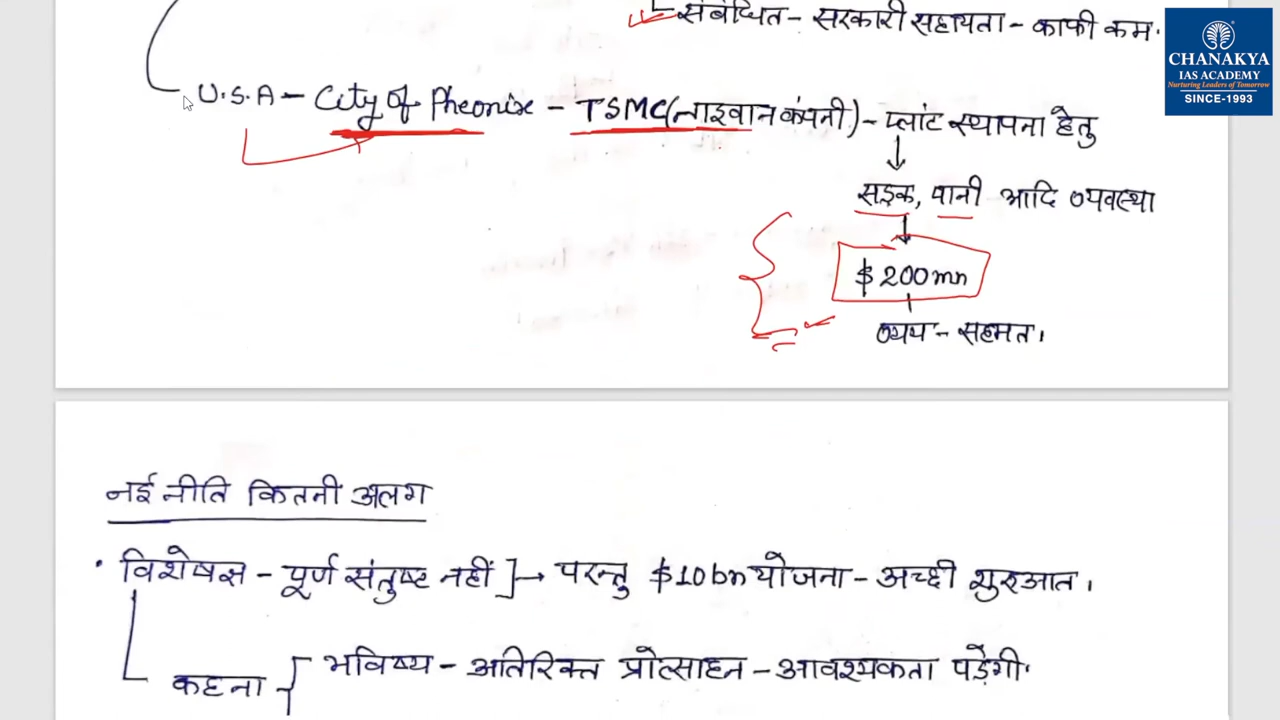 संबंधित - सरकारी सहायता - काफी कम.
CHANAKYA
IAS ACADEMY
Nurturing Leaders of Tomorrow
SINCE-1993
U.S.A - City of Pheonise - TSMC (ताइवान कंपनी) - प्लांट स्थापना हेतु
सड़क, पानी आदि व्यवस्था
$ 200mn
व्यय - सहमत।
नई नीति कितनी अलग
• विशेषज्ञ - पूर्ण संतुष्ट नहीं ] → परन्तु $10bn योजना - अच्छी शुरुआत।
कहना { भविष्य - अतिरिक्त प्रोत्साहन - आवश्यकता पड़ेगी.